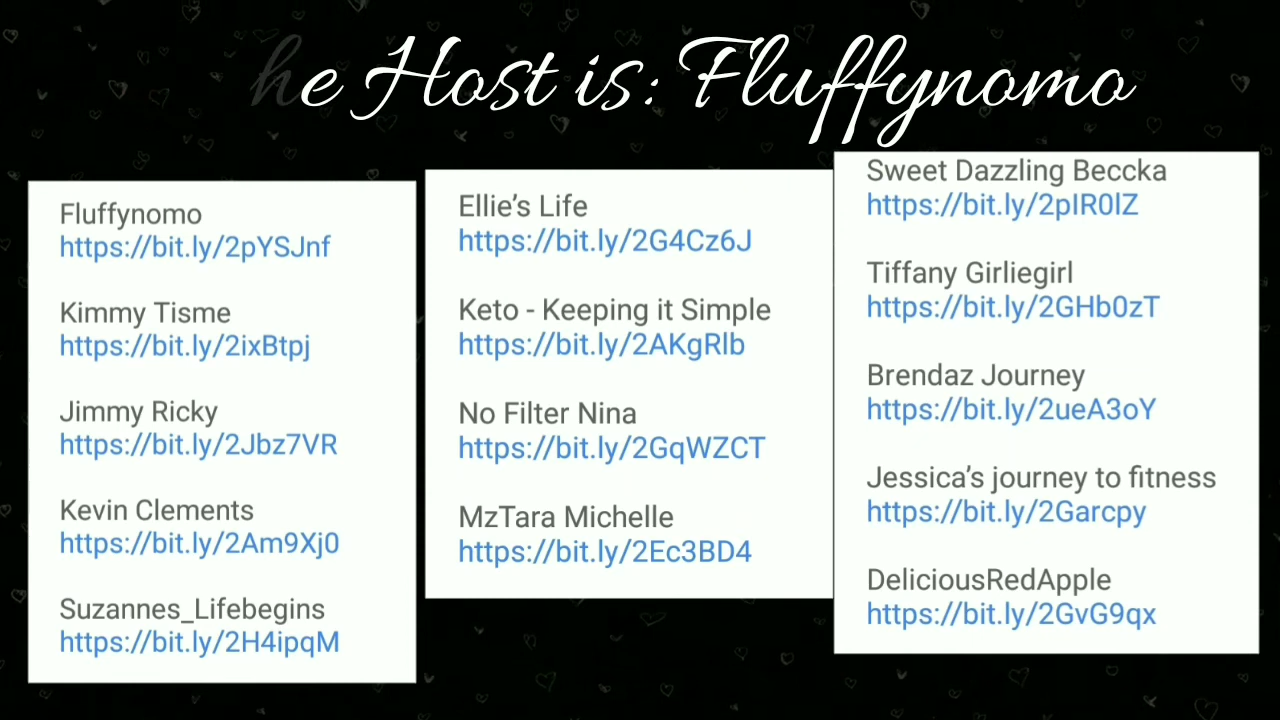 he Host is: Fluffynomo
Fluffynomo
https://bit.ly/2pYSJnf
Kimmy Tisme
https://bit.ly/2ixBtpj
Jimmy Ricky
https://bit.ly/2Jbz7VR
Kevin Clements
https://bit.ly/2Am9Xj0
Suzannes_Lifebegins
https://bit.ly/2H4ipqM
Ellie’s Life
https://bit.ly/2G4Cz6J
Keto - Keeping it Simple
https://bit.ly/2AKgRlb
No Filter Nina
https://bit.ly/2GqWZCT
MzTara Michelle
https://bit.ly/2Ec3BD4
Sweet Dazzling Beccka
https://bit.ly/2pIR0lZ
Tiffany Girliegirl
https://bit.ly/2GHb0zT
Brendaz Journey
https://bit.ly/2ueA3oY
Jessica’s journey to fitness
https://bit.ly/2Garcpy
DeliciousRedApple
https://bit.ly/2GvG9qx